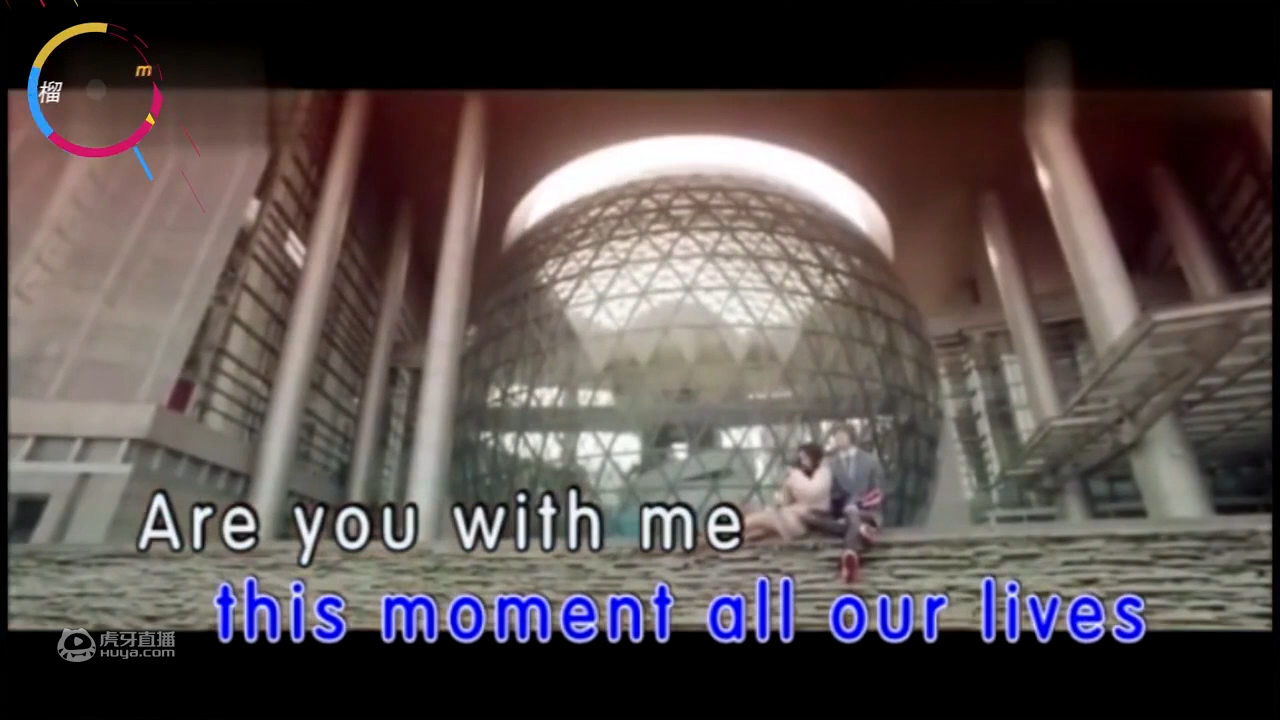 榴
m
Are you with me
this moment all our lives
虎牙直播
HUYA.COM